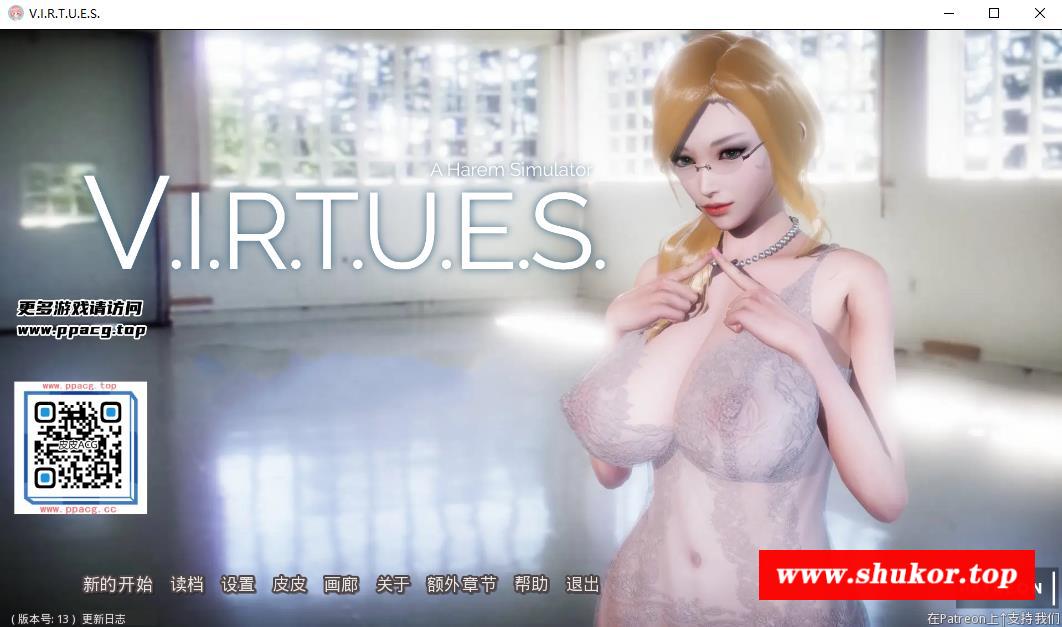 V.I.R.T.U.E.S.
A Harem Simulator
V.I.R.T.U.E.S.
更多游戏请访问
www.ppacg.top
www.ppacg.top
皮皮ACG
www.ppacg.cc
www.shukor.top
N
新的开始 读档 设置 皮皮 画廊 关于 额外章节 帮助 退出
(版本号: 13) 更新日志
在Patreon上↑支持我们